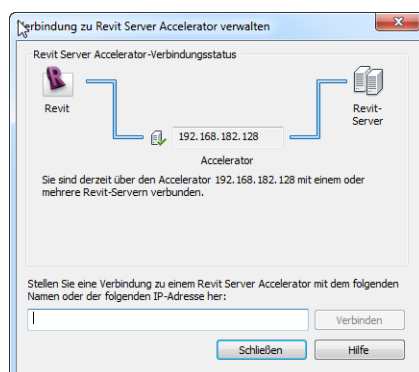 Verbindung zu Revit Server Accelerator verwalten
Revit Server Accelerator-Verbindungsstatus
Revit
Revit-
Server
192.168.182.128
Accelerator
Sie sind derzeit über den Accelerator 192.168.182.128 mit einem oder
mehrere Revit-Servern verbunden.
Stellen Sie eine Verbindung zu einem Revit Server Accelerator mit dem folgenden
Namen oder der folgenden IP-Adresse her:
Verbinden
Schließen
Hilfe